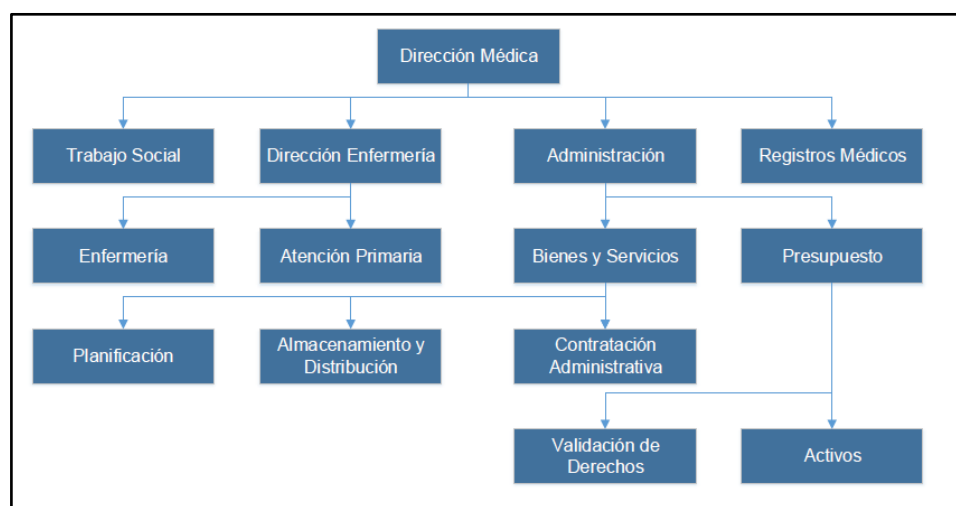 Dirección Médica
Trabajo Social
Dirección Enfermería
Administración
Registros Médicos
Enfermería
Atención Primaria
Bienes y Servicios
Presupuesto
Planificación
Almacenamiento y
Distribución
Contratación
Administrativa
Validación de
Derechos
Activos